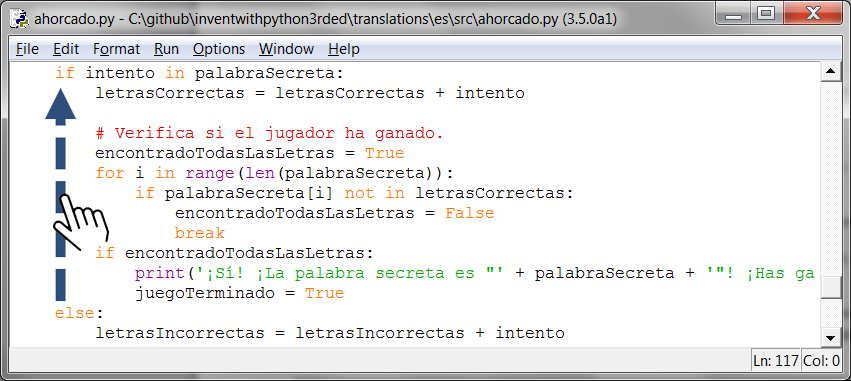 ahorcado.py - C:\github\inventwithpython3rded\translations\es\src\ahorcado.py (3.5.0a1)
File Edit Format Run Options Window Help
if intento in palabraSecreta:
letrasCorrectas = letrasCorrectas + intento
# Verifica si el jugador ha ganado.
encontradoTodasLasLetras = True
for i in range(len(palabraSecreta)):
if palabraSecreta[i] not in letrasCorrectas:
encontradoTodasLasLetras = False
break
if encontradoTodasLasLetras:
print('¡Sí! ¡La palabra secreta es "' + palabraSecreta + '"! ¡Has ga
juegoTerminado = True
else:
letrasIncorrectas = letrasIncorrectas + intento
Ln: 117 Col: 0